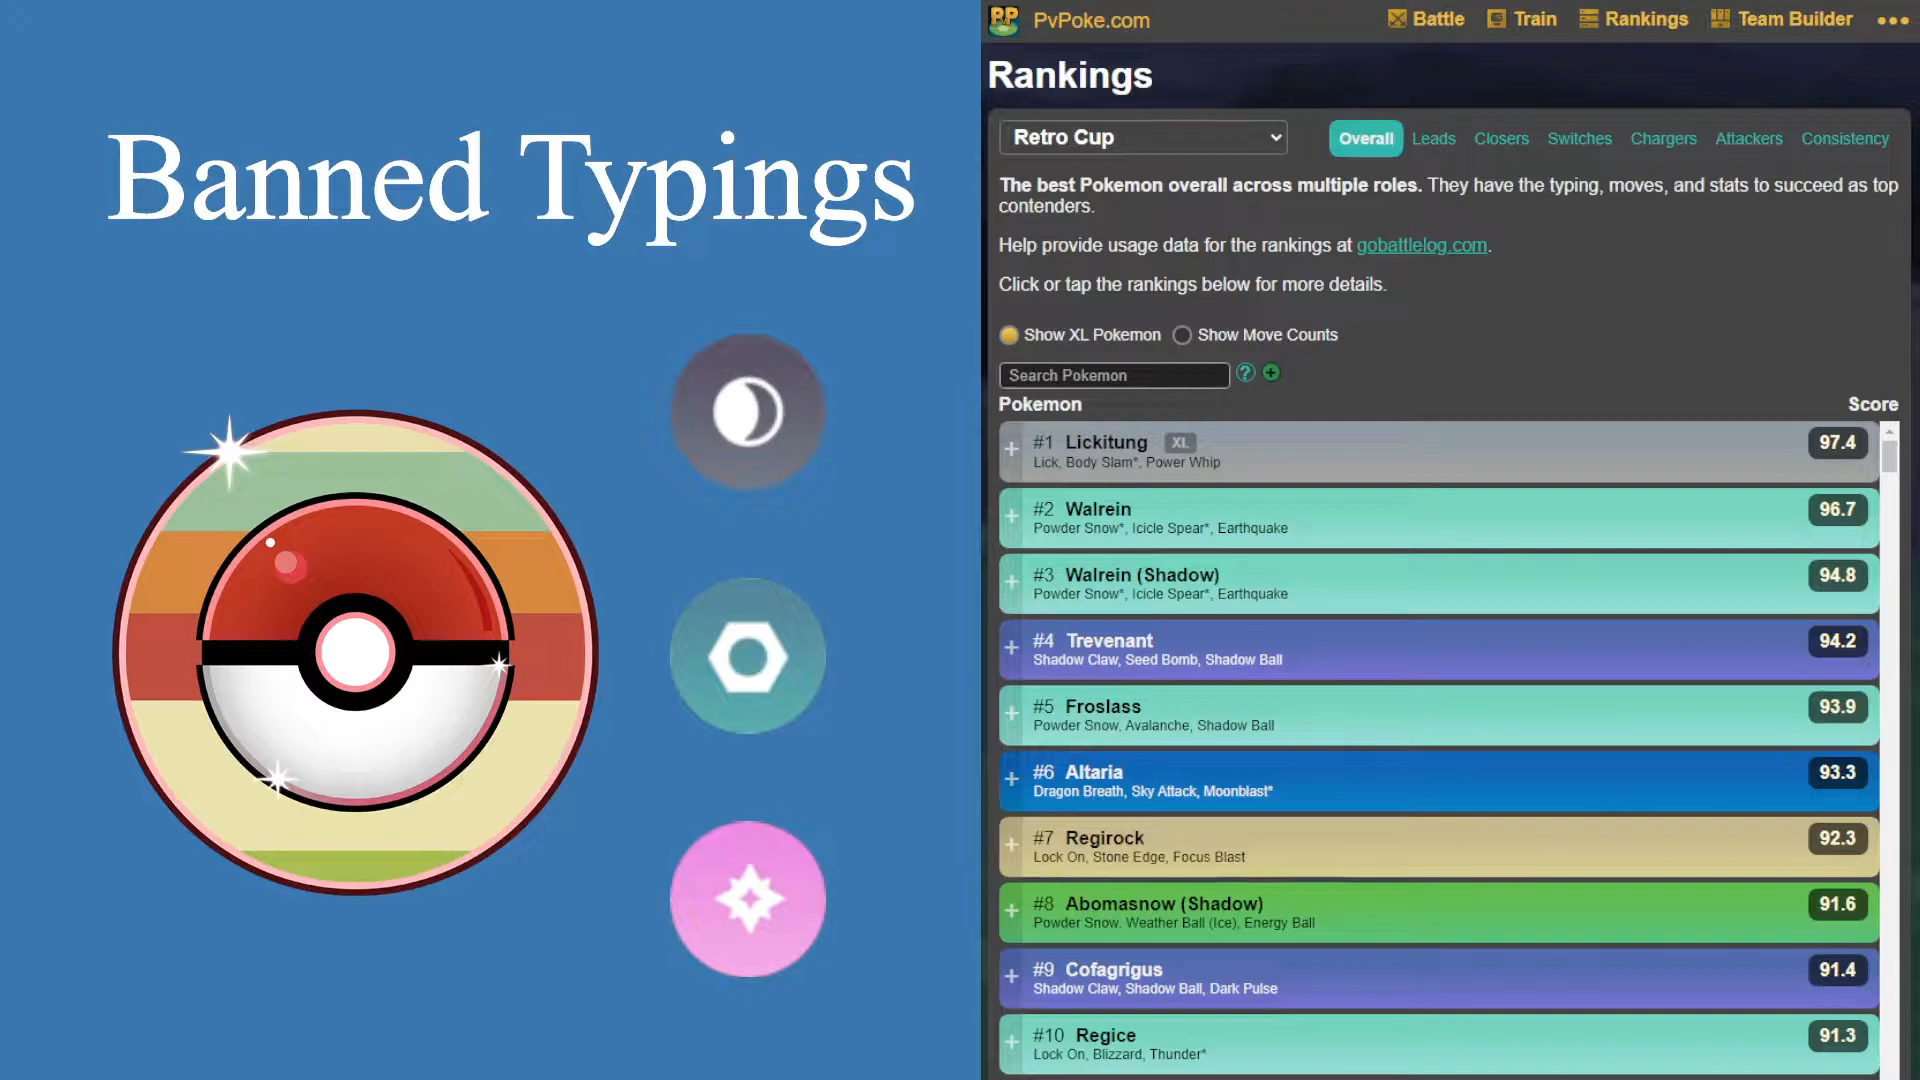 Banned Typings
RP
PvPoke.com
Battle
Train
Rankings
Team Builder
Rankings
Retro Cup
Overall
Leads
Closers
Switches
Chargers
Attackers
Consistency
The best Pokemon overall across multiple roles. They have the typing, moves, and stats to succeed as top
contenders.
Help provide usage data for the rankings at gobattlelog.com.
Click or tap the rankings below for more details.
Show XL Pokemon
Show Move Counts
Search Pokemon
?
+
Pokemon
Score
+ #1 Lickitung XL 97.4
Lick, Body Slam*, Power Whip
+ #2 Walrein 96.7
Powder Snow*, Icicle Spear*, Earthquake
+ #3 Walrein (Shadow) 94.8
Powder Snow*, Icicle Spear*, Earthquake
+ #4 Trevenant 94.2
Shadow Claw, Seed Bomb, Shadow Ball
+ #5 Froslass 93.9
Powder Snow, Avalanche, Shadow Ball
+ #6 Altaria 93.3
Dragon Breath, Sky Attack, Moonblast*
+ #7 Regirock 92.3
Lock On, Stone Edge, Focus Blast
+ #8 Abomasnow (Shadow) 91.6
Powder Snow, Weather Ball (Ice), Energy Ball
+ #9 Cofagrigus 91.4
Shadow Claw, Shadow Ball, Dark Pulse
+ #10 Regice 91.3
Lock On, Blizzard, Thunder*